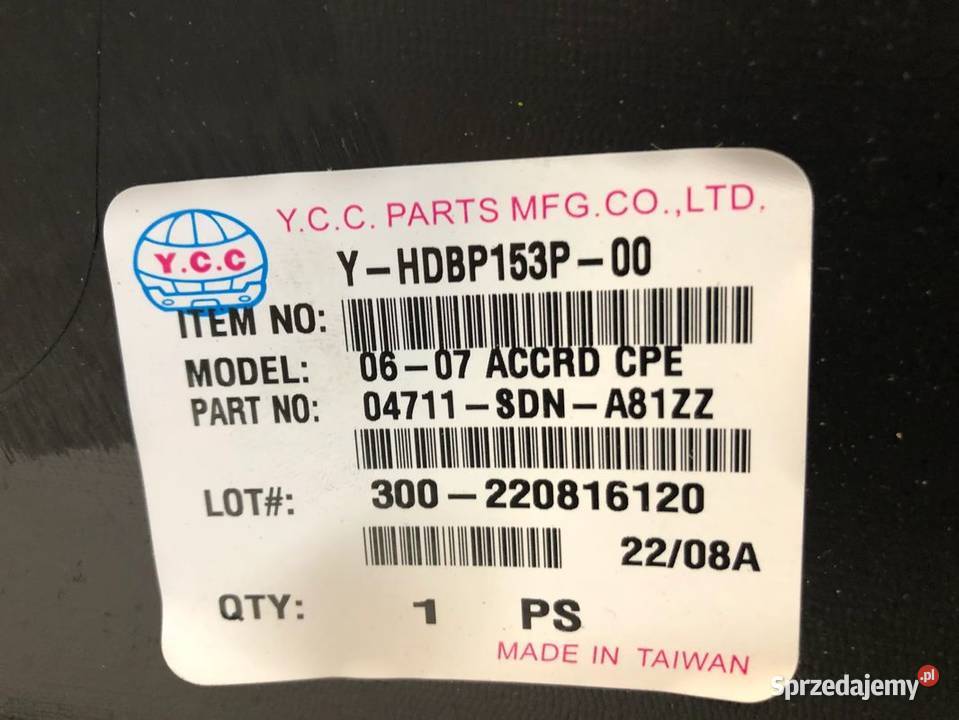 Y.C.C. PARTS MFG.CO.,LTD.
Y.C.C
Y-HDBP153P-00
ITEM NO:
MODEL: 06-07 ACCRD CPE
PART NO: 04711-SDN-A81ZZ
LOT#: 300-220816120
22/08A
QTY: 1 PS
MADE IN TAIWAN
Sprzedajemy.pl